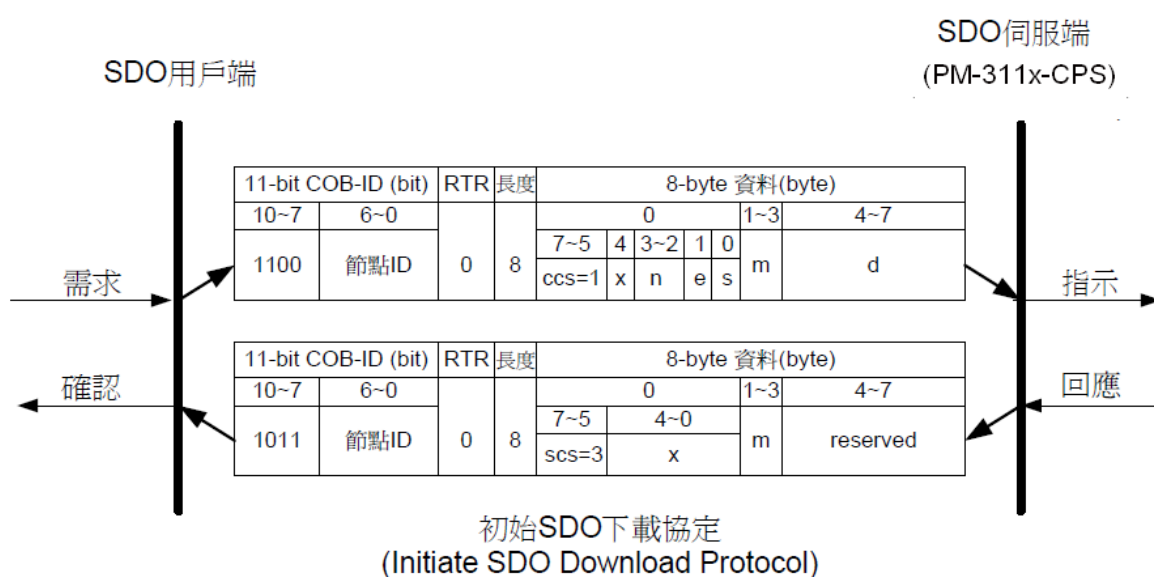 SDO伺服端
SDO用戶端
(PM-311x-CPS)
11-bit COB-ID (bit) RTR 長度 8-byte 資料(byte)
10~7 6~0 0 1~3 4~7
7~5 4 3~2 1 0
1100 節點ID 0 8 ccs=1 x n e s m d
需求
指示
11-bit COB-ID (bit) RTR 長度 8-byte 資料(byte)
10~7 6~0 0 1~3 4~7
7~5 4~0
1011 節點ID 0 8 scs=3 x m reserved
確認
回應
初始SDO下載協定
(Initiate SDO Download Protocol)